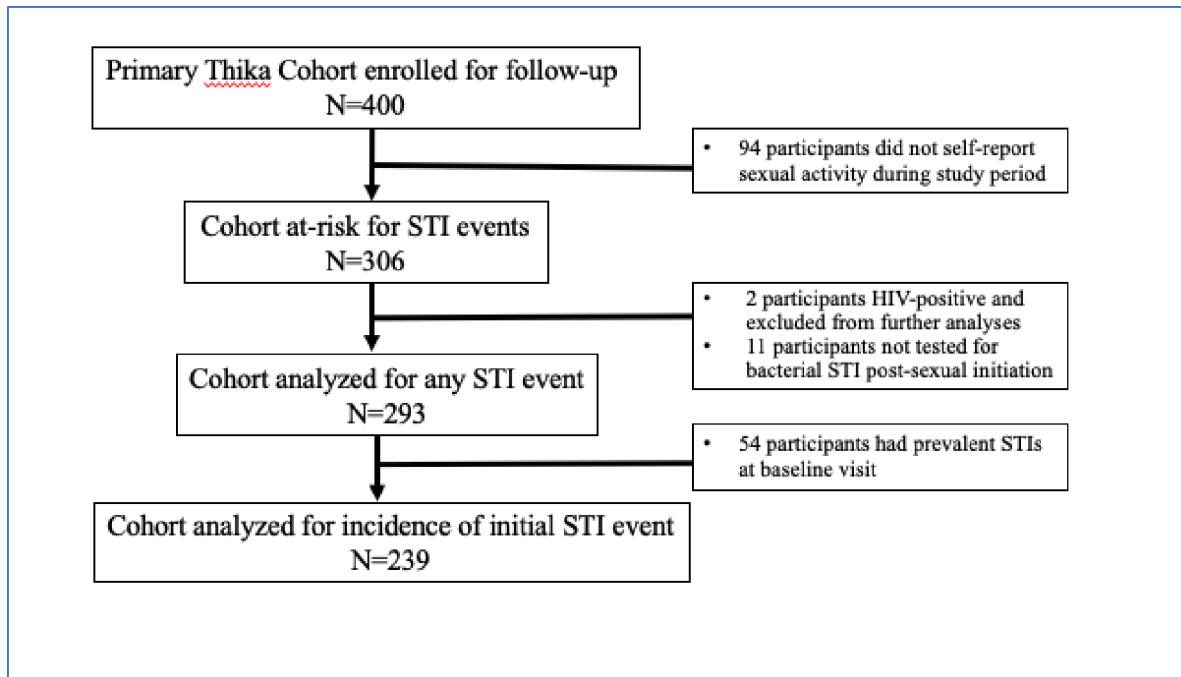 Primary Thika Cohort enrolled for follow-up
N=400
• 94 participants did not self-report
sexual activity during study period
Cohort at-risk for STI events
N=306
• 2 participants HIV-positive and
excluded from further analyses
• 11 participants not tested for
bacterial STI post-sexual initiation
Cohort analyzed for any STI event
N=293
• 54 participants had prevalent STIs
at baseline visit
Cohort analyzed for incidence of initial STI event
N=239